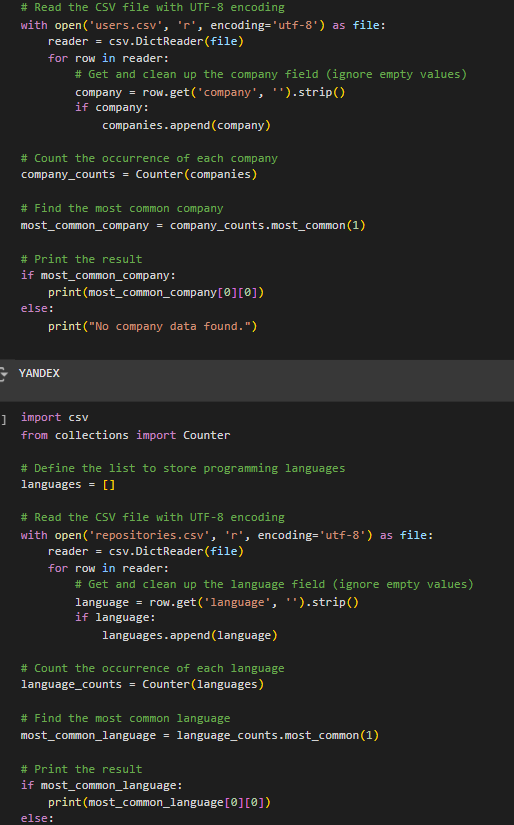 # Read the CSV file with UTF-8 encoding
with open('users.csv', 'r', encoding='utf-8') as file:
    reader = csv.DictReader(file)
    for row in reader:
        # Get and clean up the company field (ignore empty values)
        company = row.get('company', '').strip()
        if company:
            companies.append(company)

# Count the occurrence of each company
company_counts = Counter(companies)

# Find the most common company
most_common_company = company_counts.most_common(1)

# Print the result
if most_common_company:
    print(most_common_company[0][0])
else:
    print("No company data found.")

YANDEX

]
import csv
from collections import Counter

# Define the list to store programming languages
languages = []

# Read the CSV file with UTF-8 encoding
with open('repositories.csv', 'r', encoding='utf-8') as file:
    reader = csv.DictReader(file)
    for row in reader:
        # Get and clean up the language field (ignore empty values)
        language = row.get('language', '').strip()
        if language:
            languages.append(language)

# Count the occurrence of each language
language_counts = Counter(languages)

# Find the most common language
most_common_language = language_counts.most_common(1)

# Print the result
if most_common_language:
    print(most_common_language[0][0])
else: